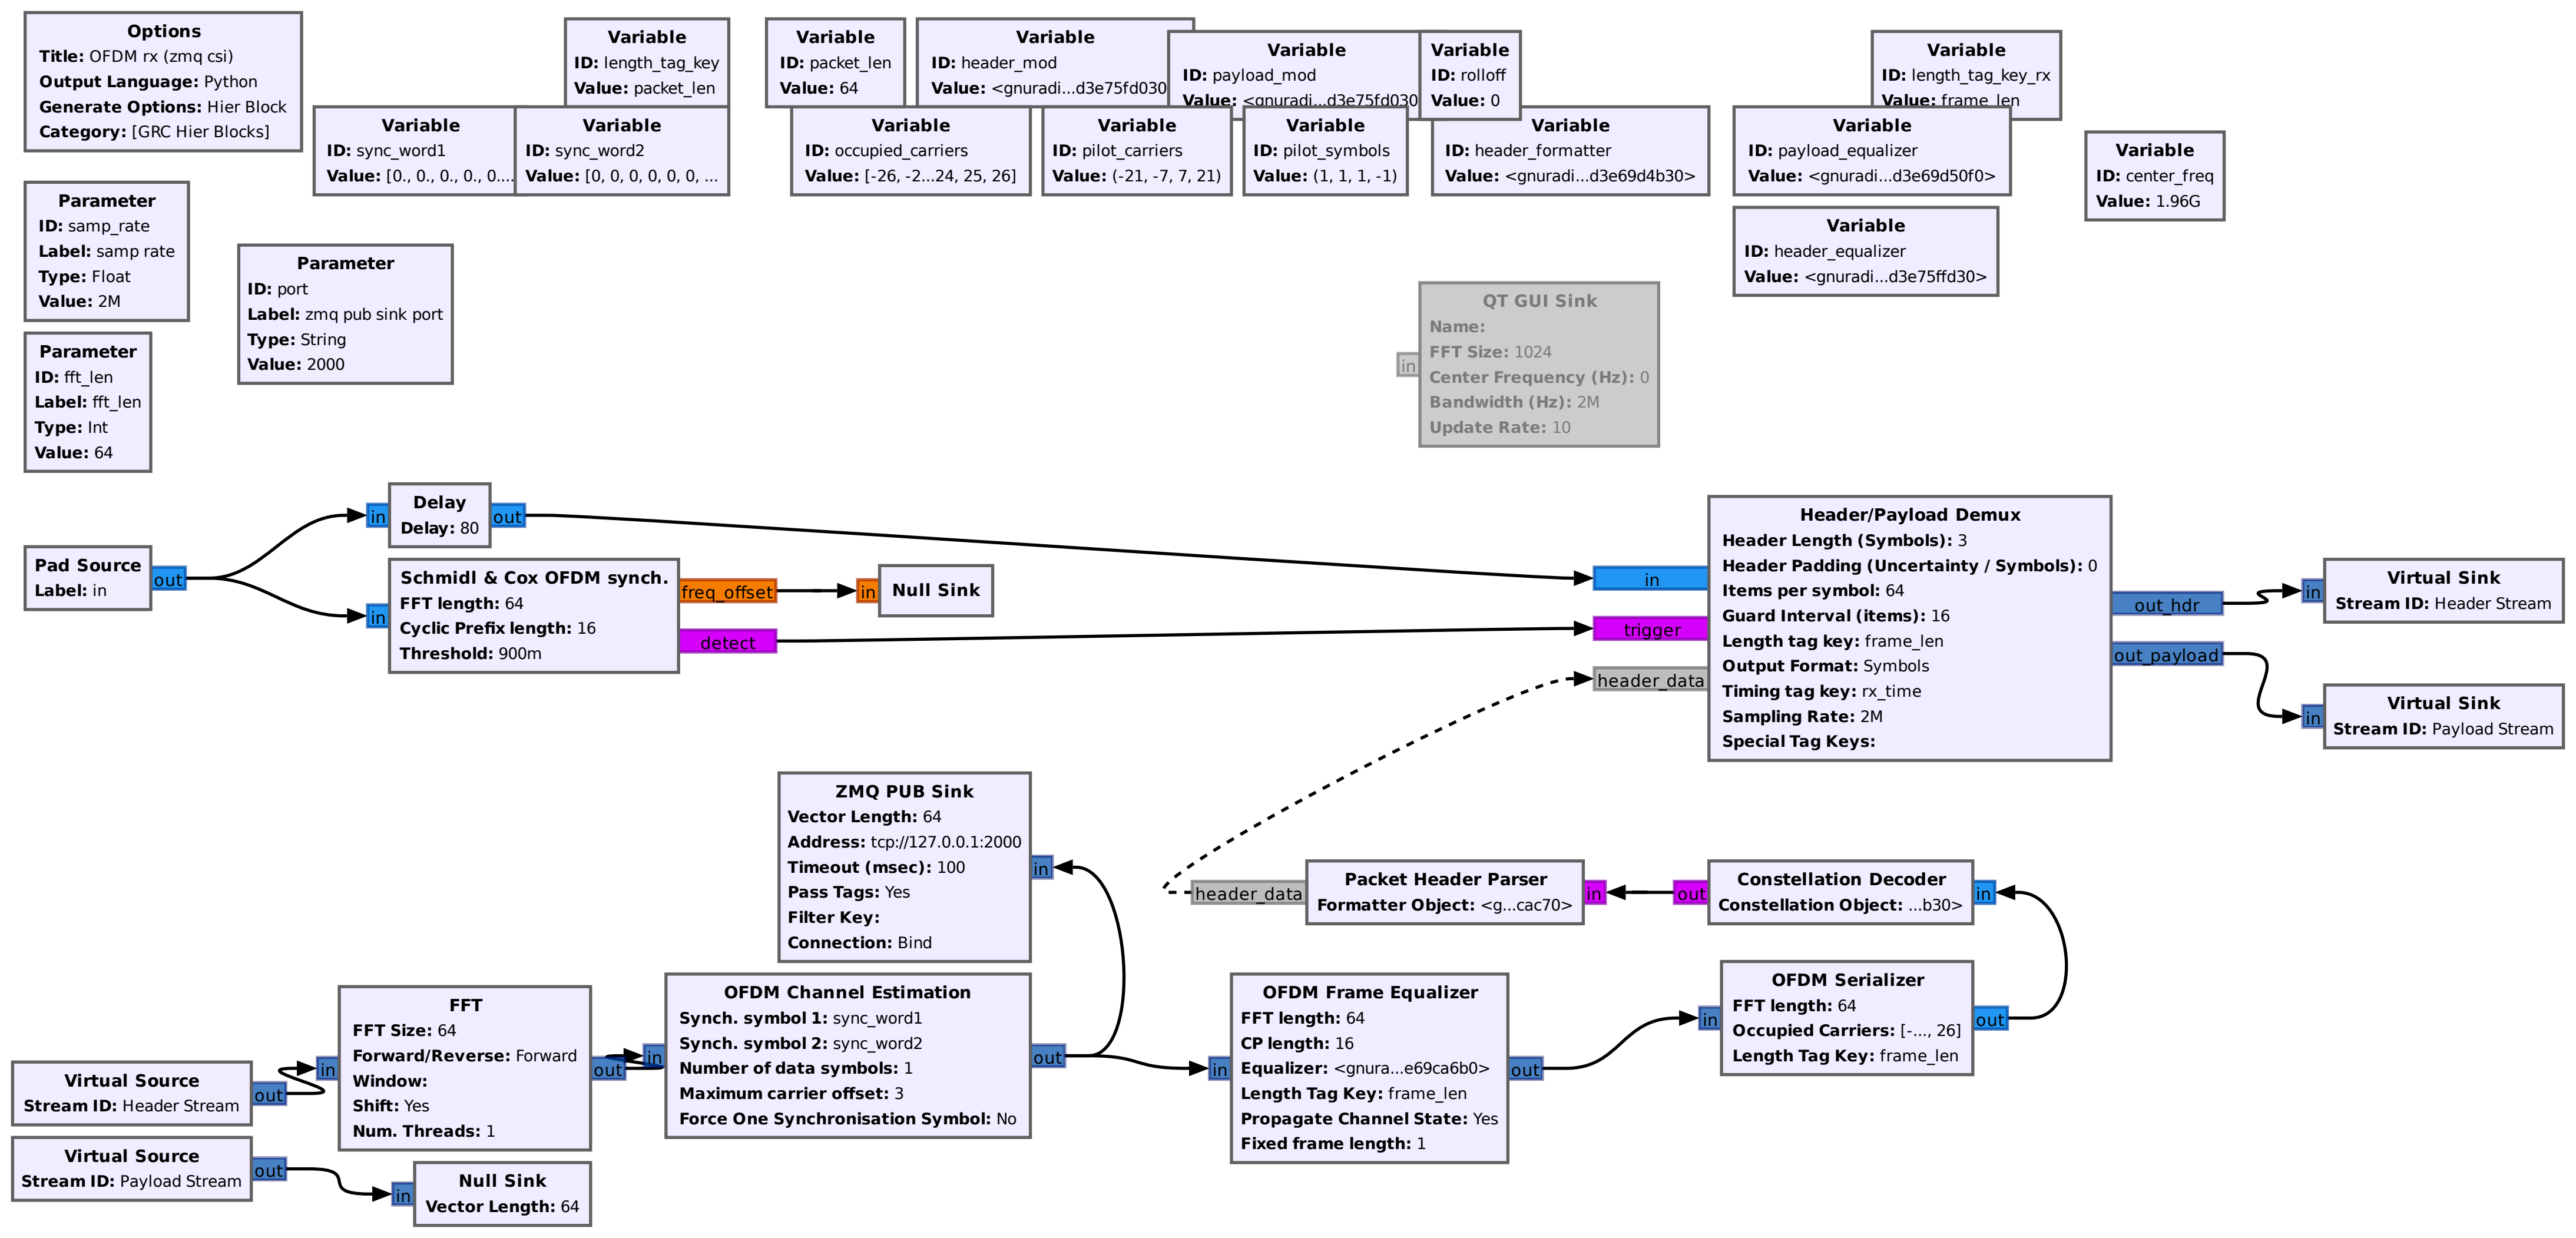 Options
Title: OFDM rx (zmq csi)
Output Language: Python
Generate Options: Hier Block
Category: [GRC Hier Blocks]
Variable
ID: length_tag_key
Value: packet_len
Variable
ID: packet_len
Value: 64
Variable
ID: header_mod
Value: <gnuradi...d3e75fd030
Variable
ID: payload_mod
Value: <gnuradi...d3e75fd030
Variable
ID: rolloff
Value: 0
Variable
ID: length_tag_key_rx
Value: frame_len
Variable
ID: sync_word1
Value: [0., 0., 0., 0., 0....
Variable
ID: sync_word2
Value: [0, 0, 0, 0, 0, 0, ...
Variable
ID: occupied_carriers
Value: [-26, -2...24, 25, 26]
Variable
ID: pilot_carriers
Value: (-21, -7, 7, 21)
Variable
ID: pilot_symbols
Value: (1, 1, 1, -1)
Variable
ID: header_formatter
Value: <gnuradi...d3e69d4b30>
Variable
ID: payload_equalizer
Value: <gnuradi...d3e69d50f0>
Variable
ID: center_freq
Value: 1.96G
Parameter
ID: samp_rate
Label: samp rate
Type: Float
Value: 2M
Variable
ID: header_equalizer
Value: <gnuradi...d3e75ffd30>
Parameter
ID: port
Label: zmq pub sink port
Type: String
Value: 2000
QT GUI Sink
Name:
FFT Size: 1024
Center Frequency (Hz): 0
Bandwidth (Hz): 2M
Update Rate: 10
in
Parameter
ID: fft_len
Label: fft_len
Type: Int
Value: 64
Pad Source
Label: in
out
in
Delay
Delay: 80
out
in
Schmidl & Cox OFDM synch.
FFT length: 64
Cyclic Prefix length: 16
Threshold: 900m
freq_offset
detect
in
Null Sink
in
trigger
header_data
Header/Payload Demux
Header Length (Symbols): 3
Header Padding (Uncertainty / Symbols): 0
Items per symbol: 64
Guard Interval (items): 16
Length tag key: frame_len
Output Format: Symbols
Timing tag key: rx_time
Sampling Rate: 2M
Special Tag Keys:
out_hdr
out_payload
in
Virtual Sink
Stream ID: Header Stream
in
Virtual Sink
Stream ID: Payload Stream
ZMQ PUB Sink
Vector Length: 64
Address: tcp://127.0.0.1:2000
Timeout (msec): 100
Pass Tags: Yes
Filter Key:
Connection: Bind
in
header_data
Packet Header Parser
Formatter Object: <g...cac70>
in
out
Constellation Decoder
Constellation Object: ...b30>
in
Virtual Source
Stream ID: Header Stream
out
in
FFT
FFT Size: 64
Forward/Reverse: Forward
Window:
Shift: Yes
Num. Threads: 1
out
in
OFDM Channel Estimation
Synch. symbol 1: sync_word1
Synch. symbol 2: sync_word2
Number of data symbols: 1
Maximum carrier offset: 3
Force One Synchronisation Symbol: No
out
in
OFDM Frame Equalizer
FFT length: 64
CP length: 16
Equalizer: <gnura...e69ca6b0>
Length Tag Key: frame_len
Propagate Channel State: Yes
Fixed frame length: 1
out
in
OFDM Serializer
FFT length: 64
Occupied Carriers: [-..., 26]
Length Tag Key: frame_len
out
Virtual Source
Stream ID: Payload Stream
out
in
Null Sink
Vector Length: 64